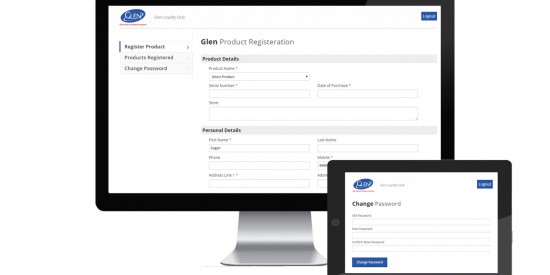 GLEN
Glen Loyalty Club
Logout
Register Product
Products Registered
Change Password
Glen Product Registeration
Product Details
Product Name *
Select Product
Serial Number *
Date of Purchase *
Store
Personal Details
First Name *
Last Name
Sagar
Phone
Mobile *
Address Line 1 *
GLEN
Glen Loyalty Club
Logout
Change Password
Old Password
New Password
Confirm New Password
Change Password